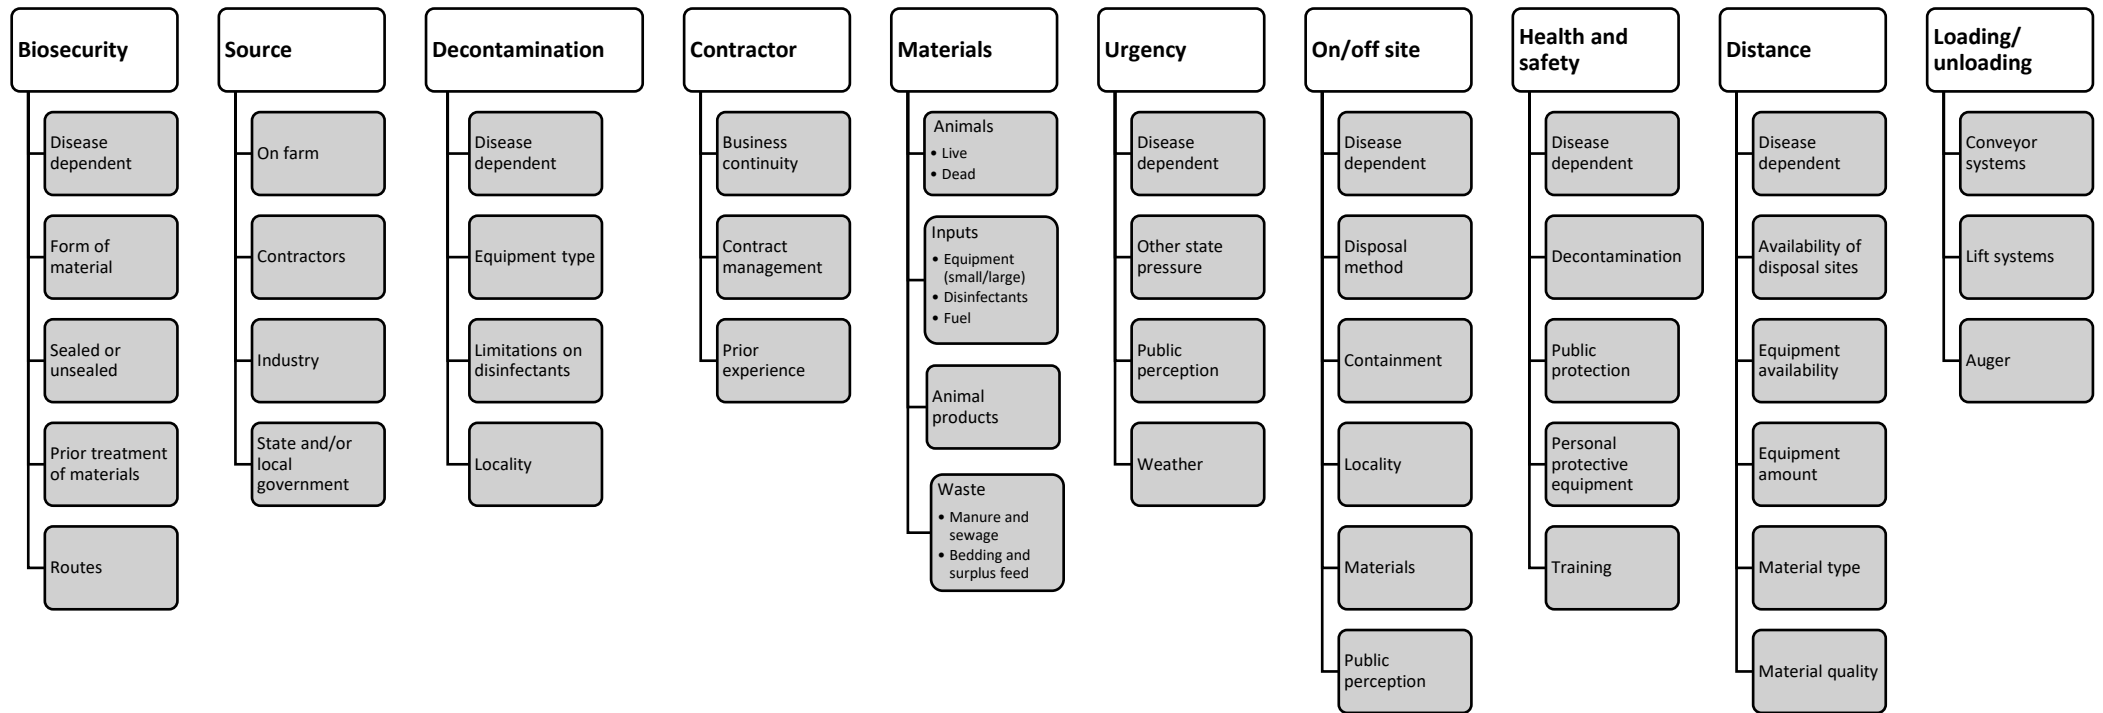 Biosecurity
Disease
dependent
Form of
material
Sealed or
unsealed
Prior treatment
of materials
Routes
Source
On farm
Contractors
Industry
State and/or
local
government
Decontamination
Disease
dependent
Equipment type
Limitations on
disinfectants
Locality
Contractor
Business
continuity
Contract
management
Prior
experience
Materials
Animals
• Live
• Dead
Inputs
• Equipment
(small/large)
• Disinfectants
• Fuel
Animal
products
Waste
• Manure and
sewage
• Bedding and
surplus feed
Urgency
Disease
dependent
Other state
pressure
Public
perception
Weather
On/off site
Disease
dependent
Disposal
method
Containment
Locality
Materials
Public
perception
Health and
safety
Disease
dependent
Decontamination
Public
protection
Personal
protective
equipment
Training
Distance
Disease
dependent
Availability of
disposal sites
Equipment
availability
Equipment
amount
Material type
Material quality
Loading/
unloading
Conveyor
systems
Lift systems
Auger